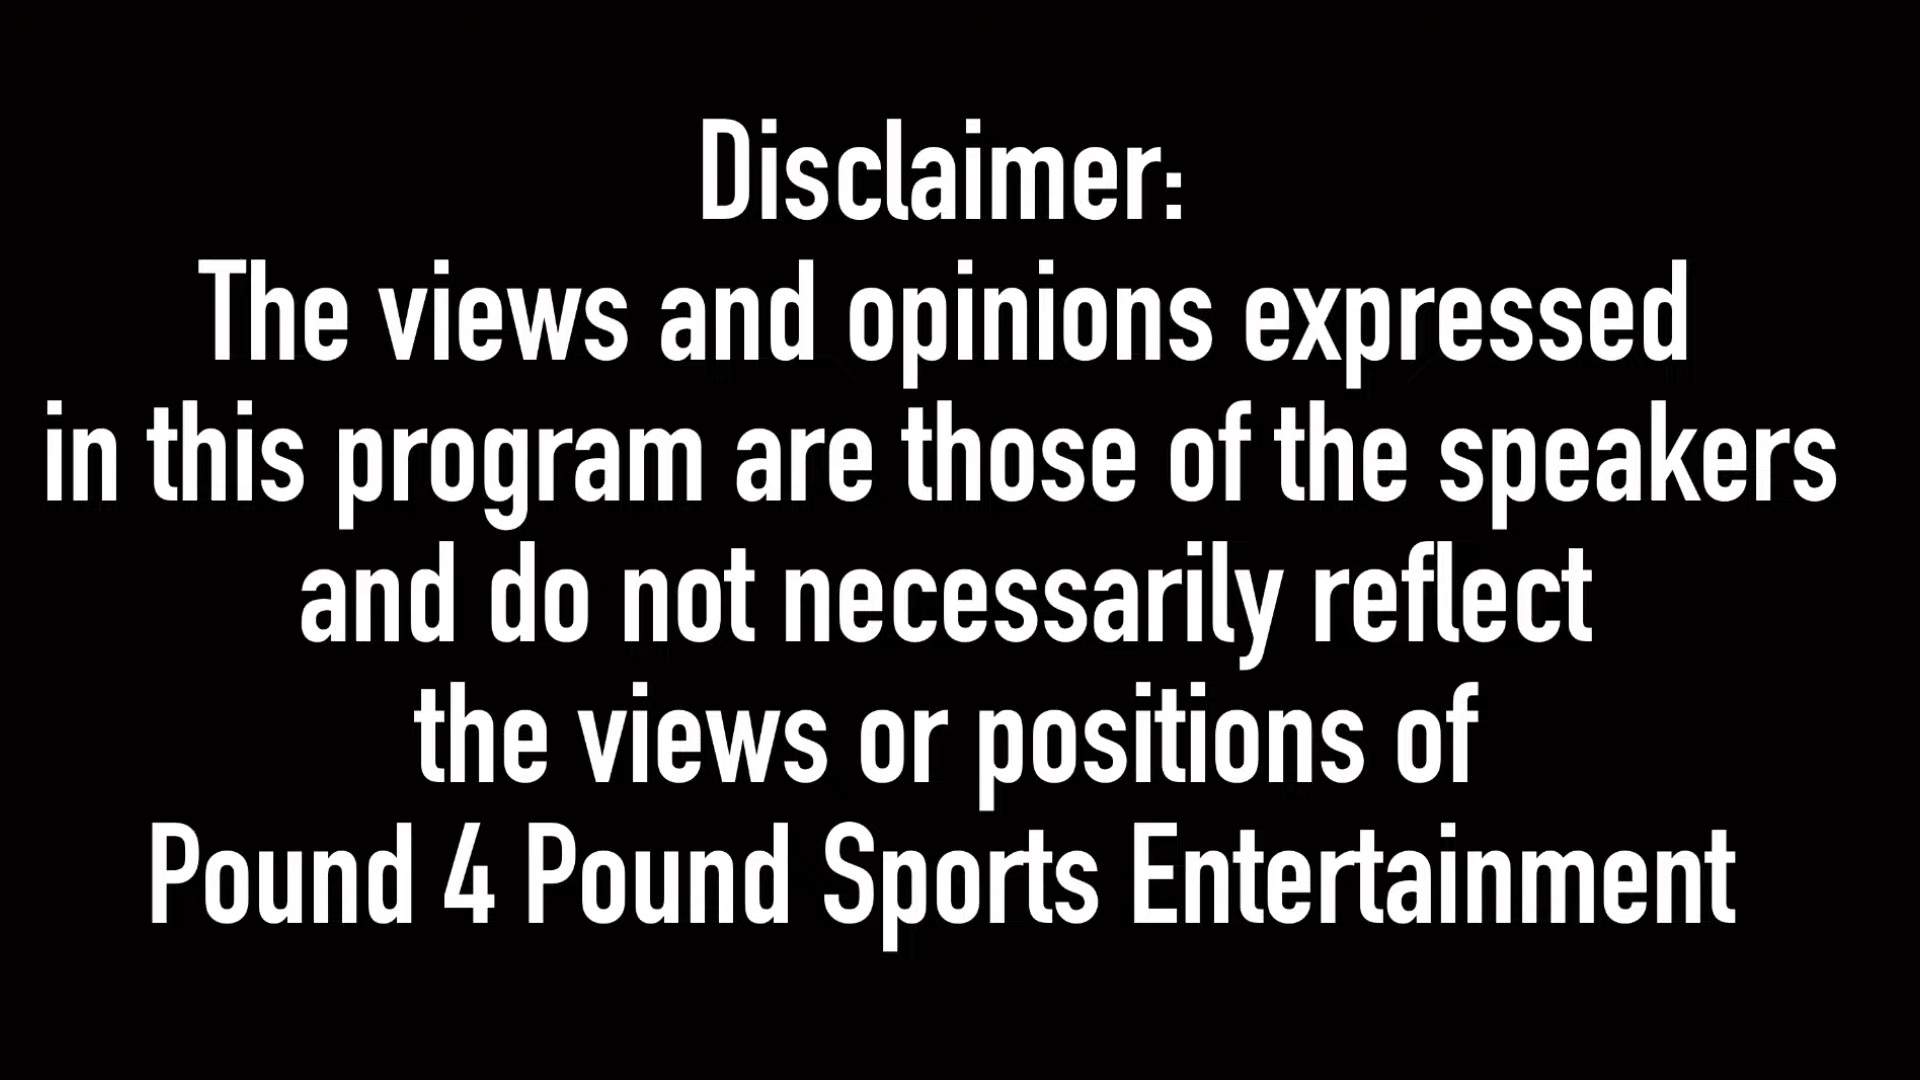 Disclaimer:
The views and opinions expressed
in this program are those of the speakers
and do not necessarily reflect
the views or positions of
Pound 4 Pound Sports Entertainment